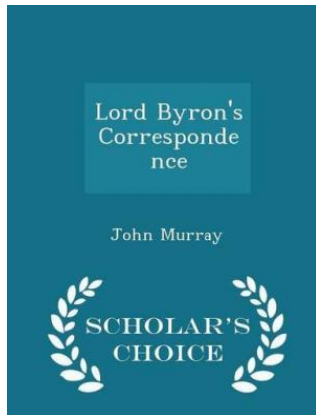 Lord Byron's
Corresponde
nce
John Murray
SCHOLAR'S
CHOICE